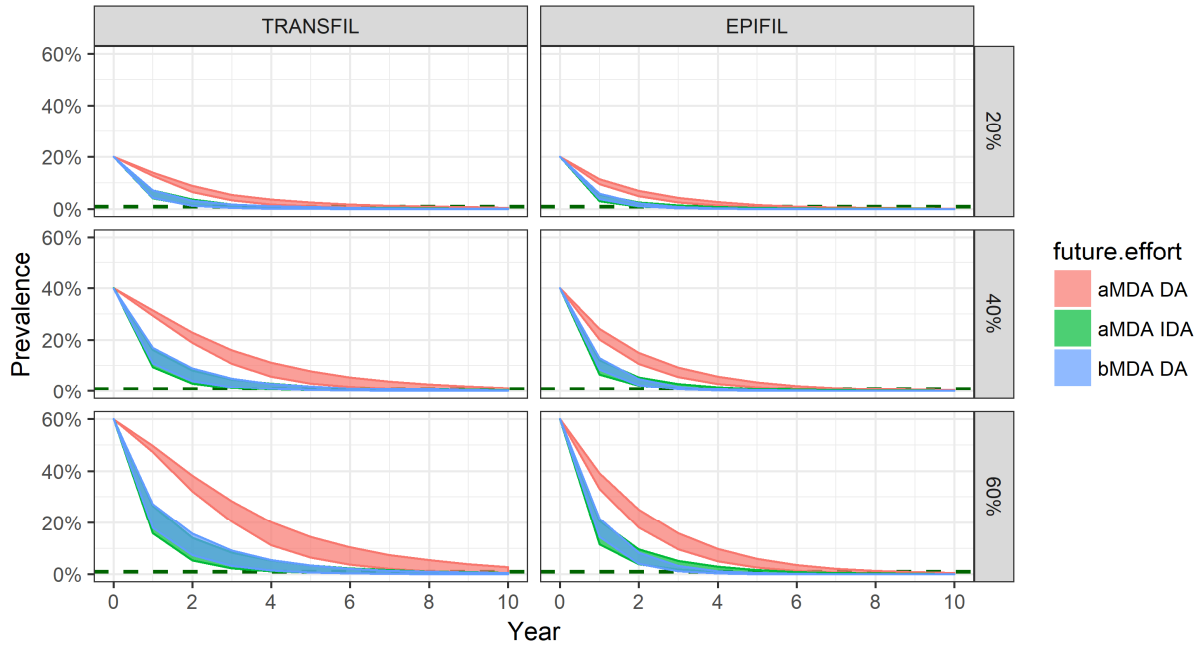 TRANSFIL EPIFIL
60%
40%
20%
0%
20%
60%
40%
20%
0%
40%
60%
40%
20%
0%
60%
0 2 4 6 8 10 0 2 4 6 8 10
Year
Prevalence
future.effort
aMDA DA
aMDA IDA
bMDA DA